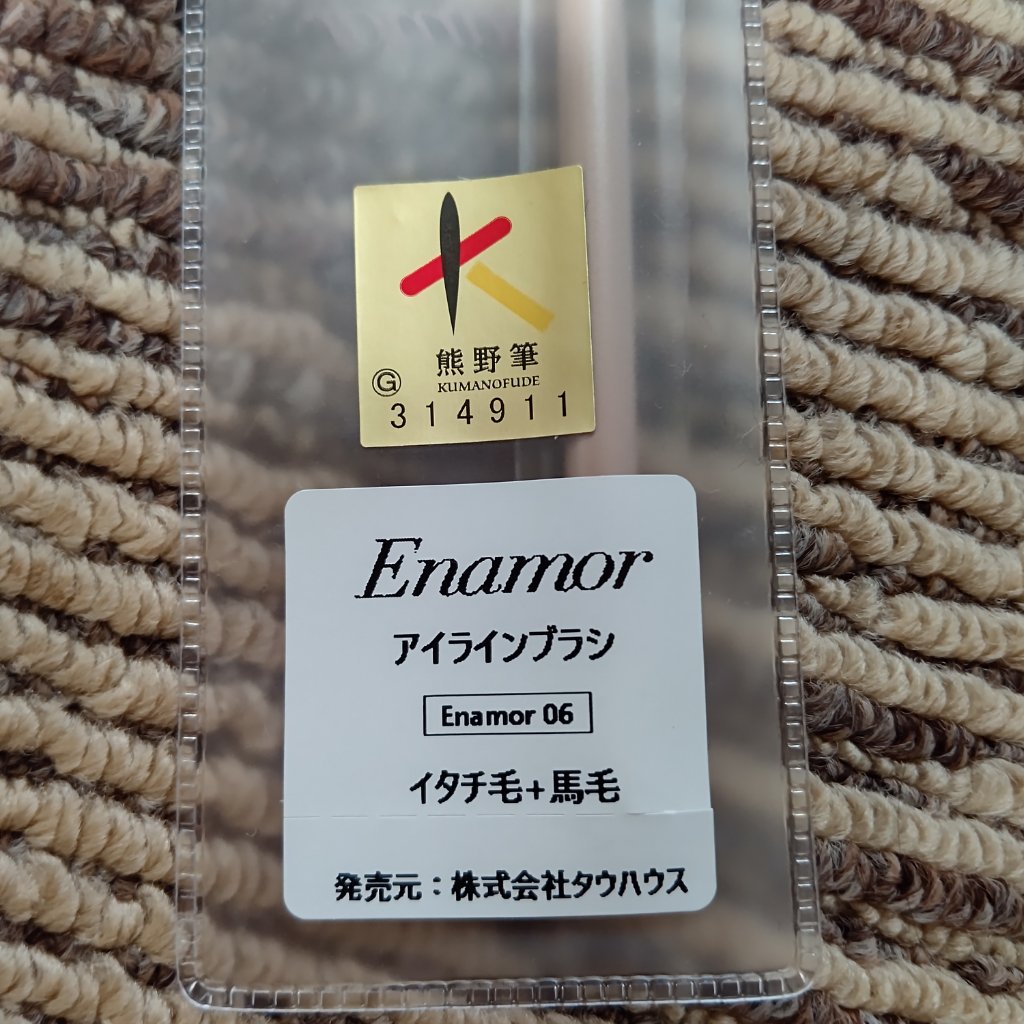 熊野筆
KUMANOFUDE
Ⓖ
314911
Enamor
アイラインブラシ
Enamor 06
イタチ毛+馬毛
発売元:株式会社タウハウス